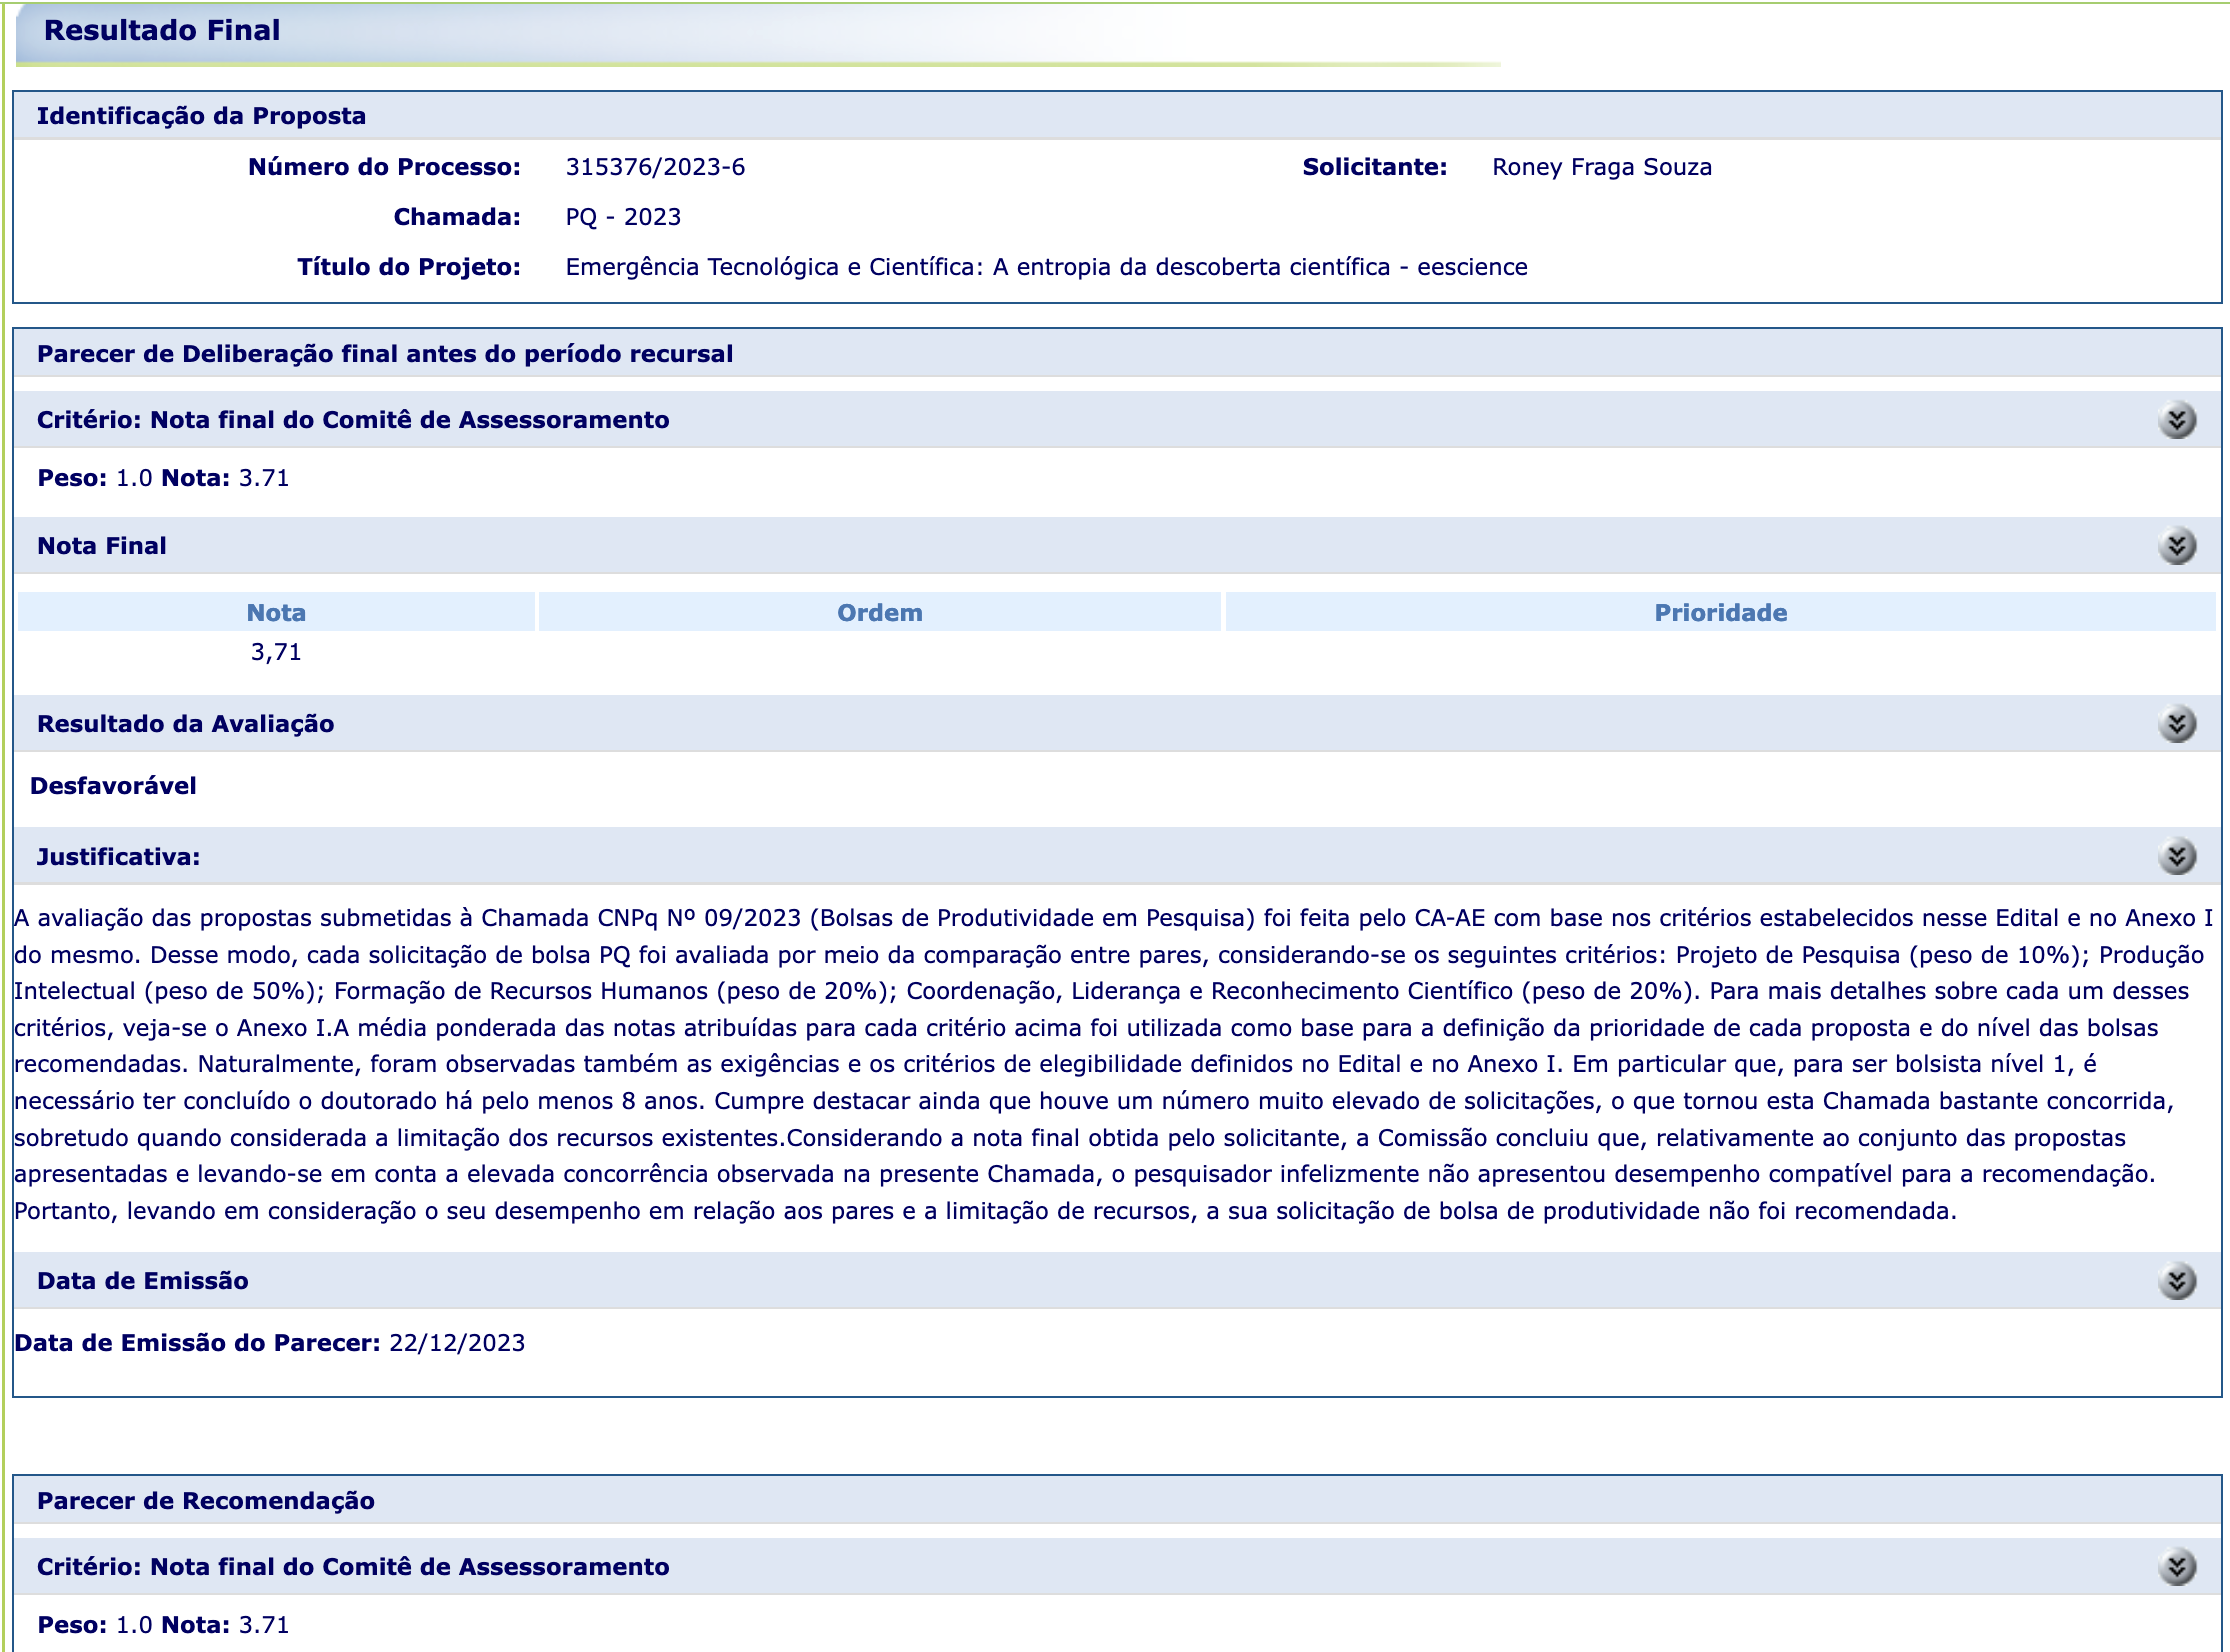 Resultado Final
Identificação da Proposta
Número do Processo: 315376/2023-6 Solicitante: Roney Fraga Souza
Chamada: PQ - 2023
Título do Projeto: Emergência Tecnológica e Científica: A entropia da descoberta científica - eescience
Parecer de Deliberação final antes do período recursal
Critério: Nota final do Comitê de Assessoramento
Peso: 1.0 Nota: 3.71
Nota Final
Nota Ordem Prioridade
3,71
Resultado da Avaliação
Desfavorável
Justificativa:
A avaliação das propostas submetidas à Chamada CNPq Nº 09/2023 (Bolsas de Produtividade em Pesquisa) foi feita pelo CA-AE com base nos critérios estabelecidos nesse Edital e no Anexo I
do mesmo. Desse modo, cada solicitação de bolsa PQ foi avaliada por meio da comparação entre pares, considerando-se os seguintes critérios: Projeto de Pesquisa (peso de 10%); Produção
Intelectual (peso de 50%); Formação de Recursos Humanos (peso de 20%); Coordenação, Liderança e Reconhecimento Científico (peso de 20%). Para mais detalhes sobre cada um desses
critérios, veja-se o Anexo I.A média ponderada das notas atribuídas para cada critério acima foi utilizada como base para a definição da prioridade de cada proposta e do nível das bolsas
recomendadas. Naturalmente, foram observadas também as exigências e os critérios de elegibilidade definidos no Edital e no Anexo I. Em particular que, para ser bolsista nível 1, é
necessário ter concluído o doutorado há pelo menos 8 anos. Cumpre destacar ainda que houve um número muito elevado de solicitações, o que tornou esta Chamada bastante concorrida,
sobretudo quando considerada a limitação dos recursos existentes.Considerando a nota final obtida pelo solicitante, a Comissão concluiu que, relativamente ao conjunto das propostas
apresentadas e levando-se em conta a elevada concorrência observada na presente Chamada, o pesquisador infelizmente não apresentou desempenho compatível para a recomendação.
Portanto, levando em consideração o seu desempenho em relação aos pares e a limitação de recursos, a sua solicitação de bolsa de produtividade não foi recomendada.
Data de Emissão
Data de Emissão do Parecer: 22/12/2023
Parecer de Recomendação
Critério: Nota final do Comitê de Assessoramento
Peso: 1.0 Nota: 3.71